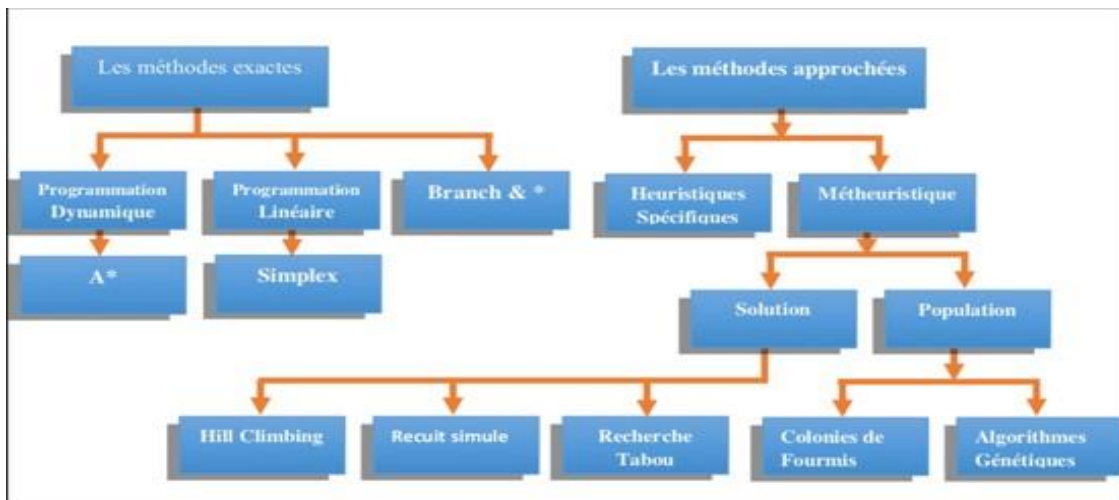 Les méthodes exactes
Les méthodes approchées
Programmation
Dynamique
Programmation
Linéaire
Branch & *
Heuristiques
Spécifiques
Métheuristique
A*
Simplex
Solution
Population
Hill Climbing
Recuit simule
Recherche
Tabou
Colonies de
Fourmis
Algorithmes
Génétiques